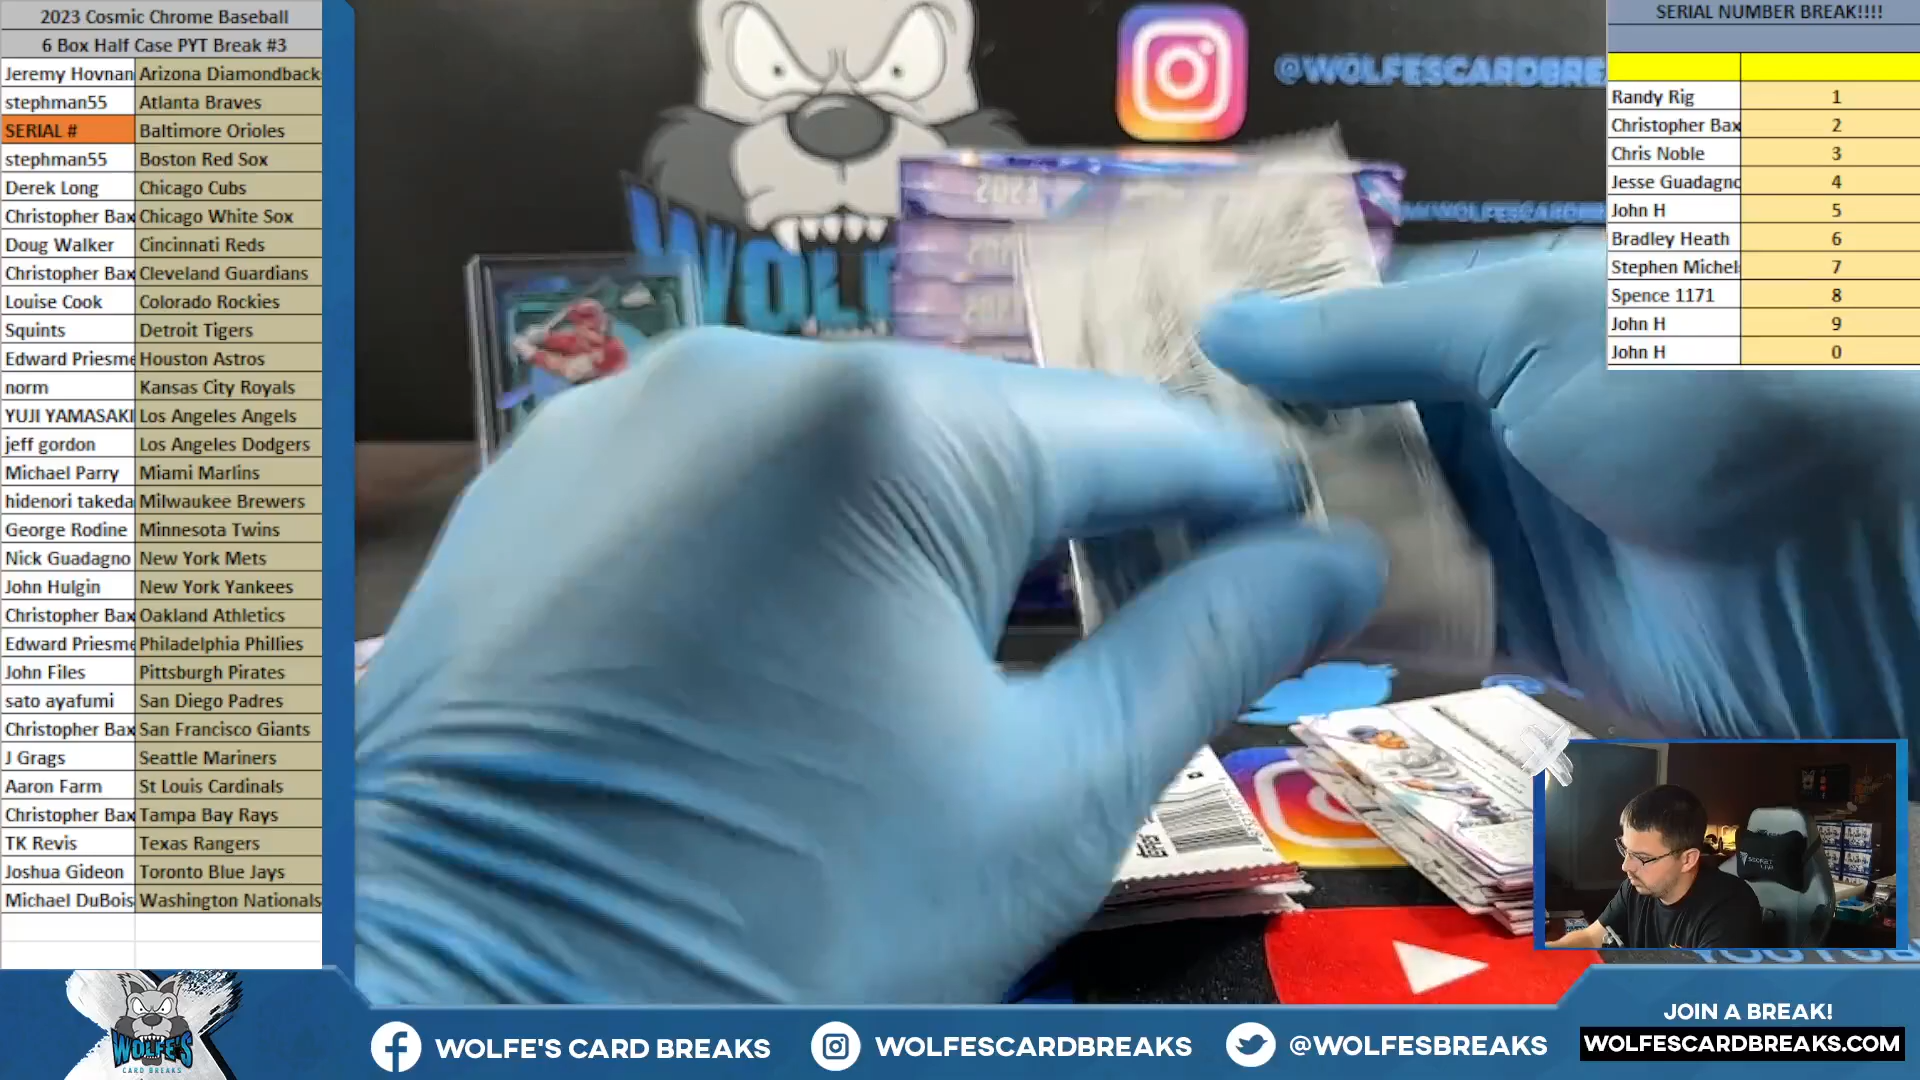 2023 Cosmic Chrome Baseball
6 Box Half Case PYT Break #3
Jeremy Hovnan Arizona Diamondback
stephman55 Atlanta Braves
SERIAL # Baltimore Orioles
stephman55 Boston Red Sox
Derek Long Chicago Cubs
Christopher Bax Chicago White Sox
Doug Walker Cincinnati Reds
Christopher Bax Cleveland Guardians
Louise Cook Colorado Rockies
Squints Detroit Tigers
Edward Priesme Houston Astros
norm Kansas City Royals
YUJI YAMASAKI Los Angeles Angels
jeff gordon Los Angeles Dodgers
Michael Parry Miami Marlins
hidenori takeda Milwaukee Brewers
George Rodine Minnesota Twins
Nick Guadagno New York Mets
John Hulgin New York Yankees
Christopher Bax Oakland Athletics
Edward Priesme Philadelphia Phillies
John Files Pittsburgh Pirates
sato ayafumi San Diego Padres
Christopher Bax San Francisco Giants
J Grags Seattle Mariners
Aaron Farm St Louis Cardinals
Christopher Bax Tampa Bay Rays
TK Revis Texas Rangers
Joshua Gideon Toronto Blue Jays
Michael DuBois Washington Nationals
@WOLFESCARDBRE
WOLF
2023
SERIAL NUMBER BREAK!!!!
Randy Rig 1
Christopher Bax 2
Chris Noble 3
Jesse Guadagno 4
John H 5
Bradley Heath 6
Stephen Michel 7
Spence 1171 8
John H 9
John H 0
WOLFE'S
CARD BREAKS
WOLFE'S CARD BREAKS
WOLFESCARDBREAKS
@WOLFESBREAKS
JOIN A BREAK!
WOLFESCARDBREAKS.COM